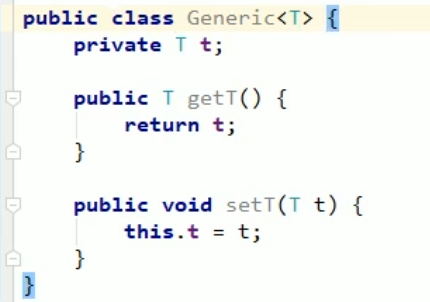 public class Generic<T> {
    private T t;

    public T getT() {
        return t;
    }

    public void setT(T t) {
        this.t = t;
    }
}